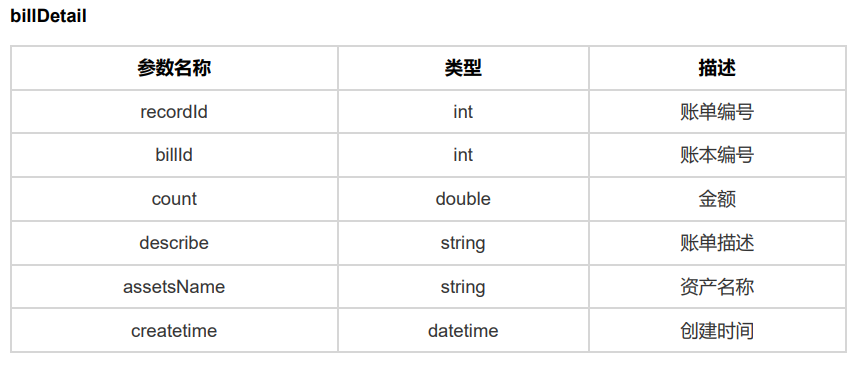 billDetail
参数名称 类型 描述
recordId int 账单编号
billId int 账本编号
count double 金额
describe string 账单描述
assetsName string 资产名称
createtime datetime 创建时间